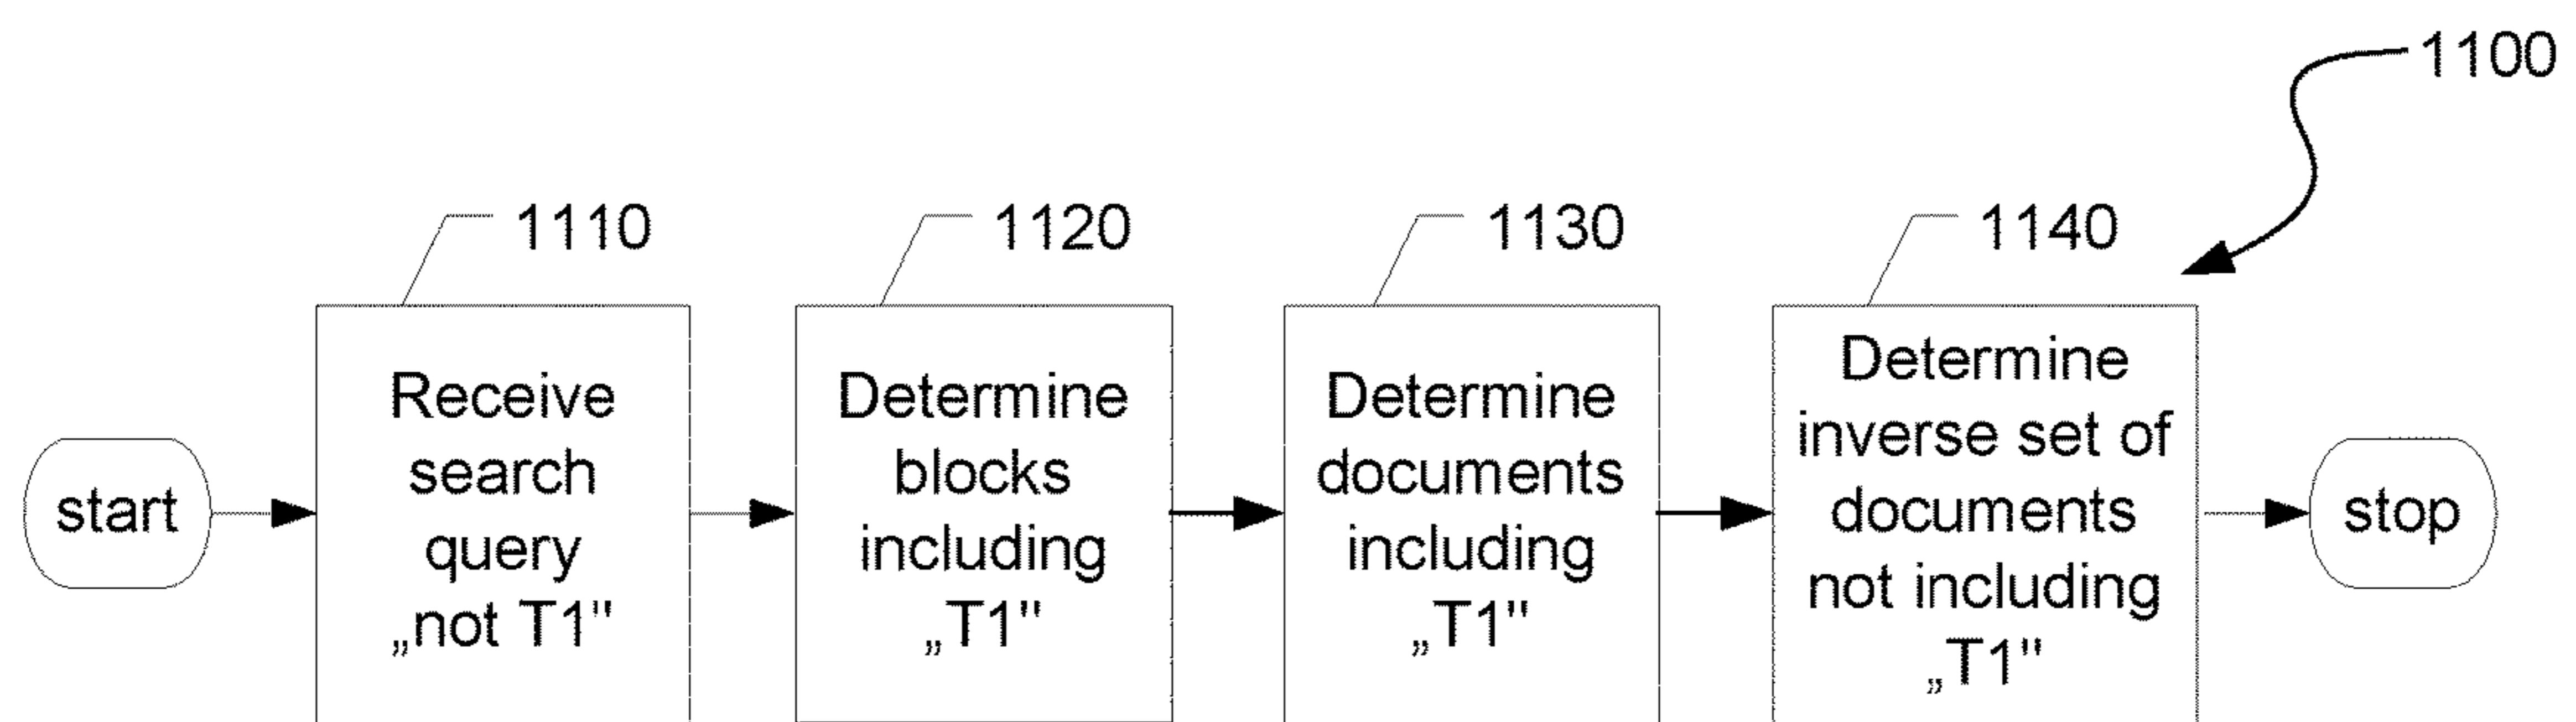 1100
1110
1120
1130
1140
start
Receive
search
query
„not T1"
Determine
blocks
including
„T1"
Determine
documents
including
„T1"
Determine
inverse set of
documents
not including
„T1"
stop